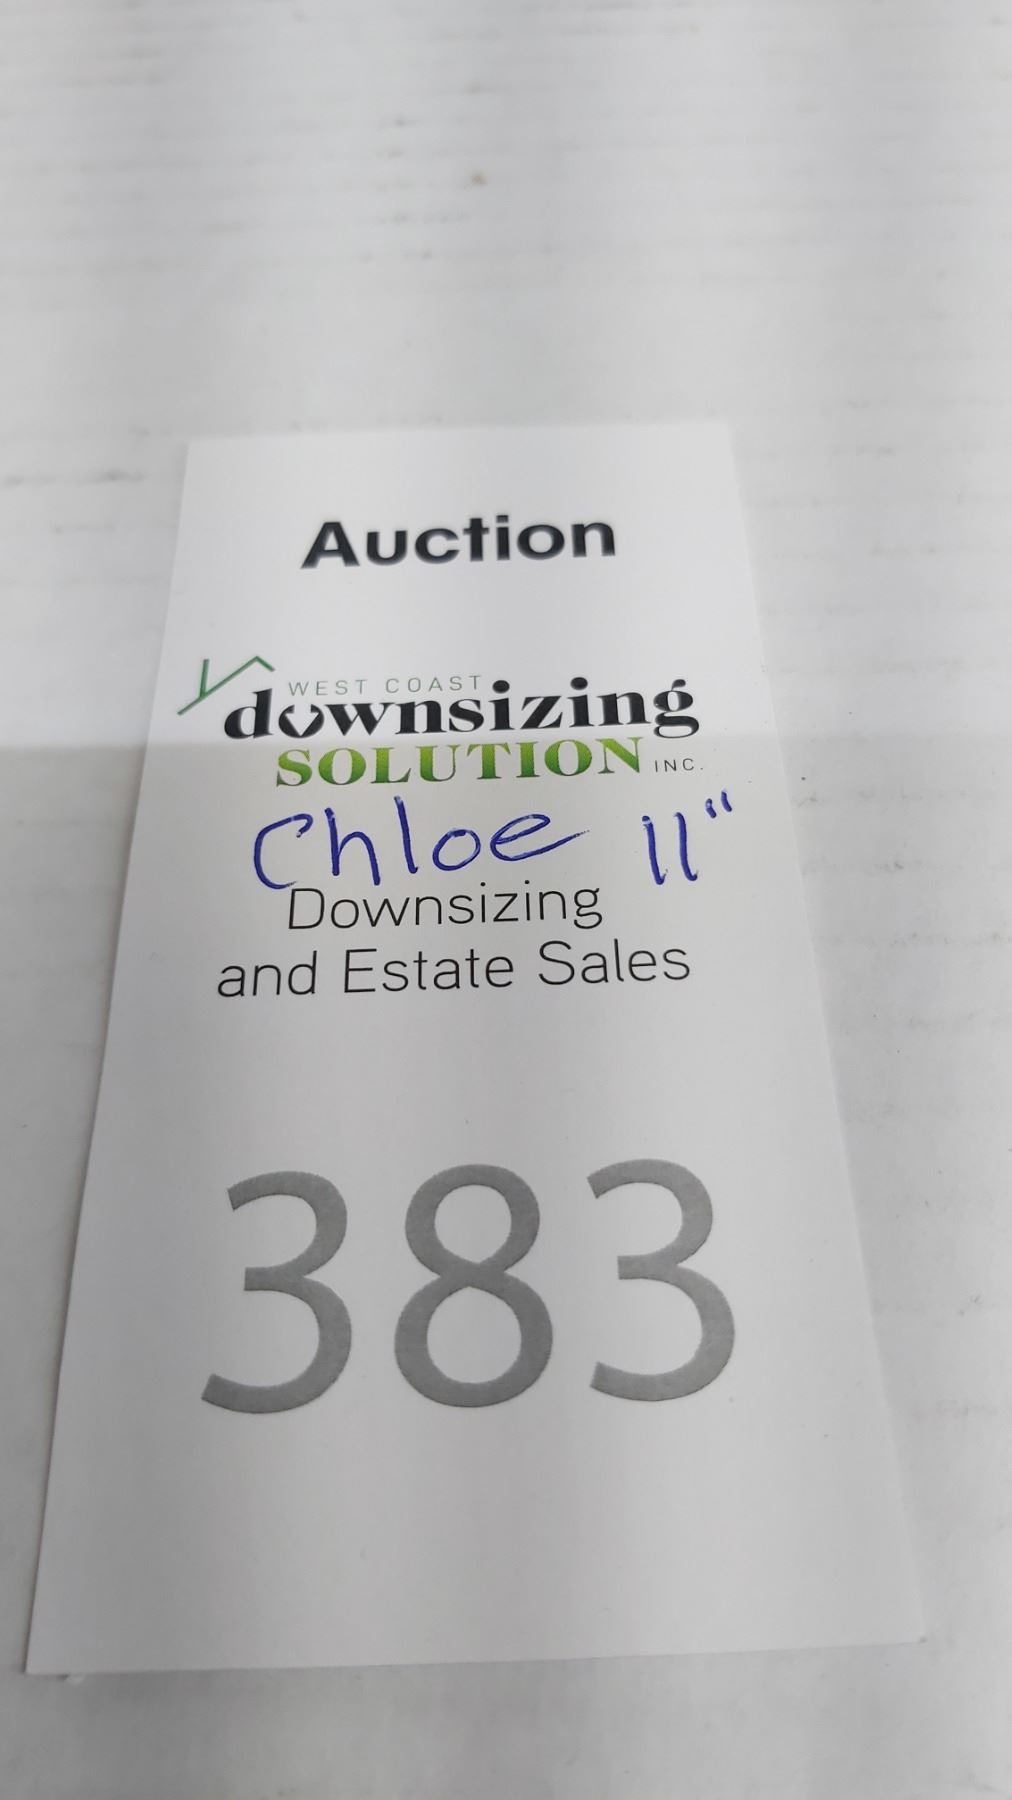 Auction
WEST COAST
downsizing
SOLUTION INC.
Chloe 11"
Downsizing
and Estate Sales
383